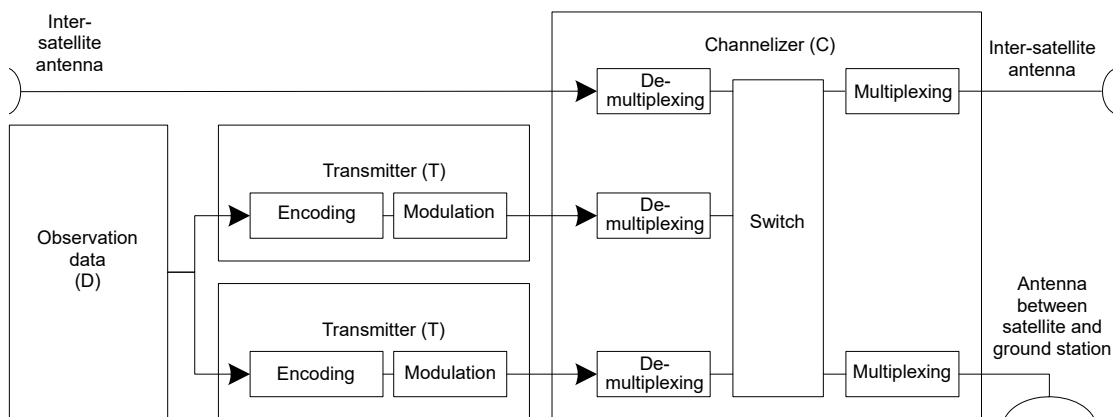 Inter-
satellite
antenna
Channelizer (C)
Inter-satellite
antenna
De-
multiplexing
Multiplexing
Transmitter (T)
Encoding
Modulation
De-
multiplexing
Switch
Observation
data
(D)
Transmitter (T)
Encoding
Modulation
De-
multiplexing
Multiplexing
Antenna
between
satellite and
ground station